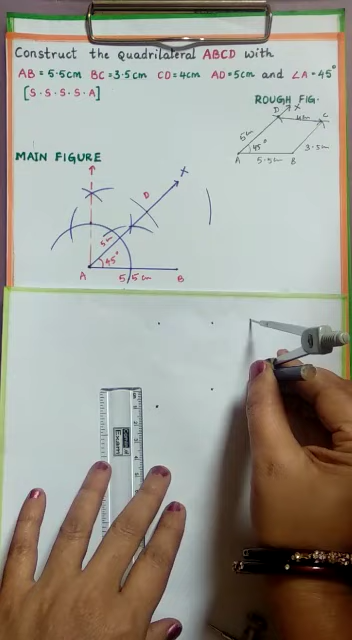 Construct the quadrilateral ABCD with
AB = 5.5cm BC = 3.5cm CD = 4cm AD = 5cm and ∠A = 45°
[S.S.S.S.A]
ROUGH FIG.
D X
4cm C
5cm
45° 3.5cm
A 5.5cm B
MAIN FIGURE
X
D
5cm
45°
A 5.5cm B
Exam